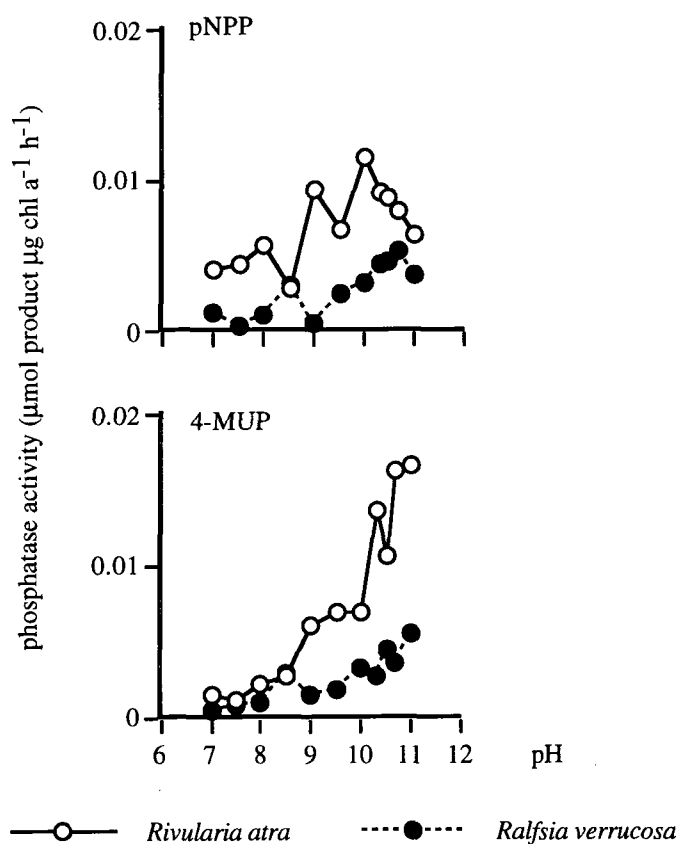 0.02
pNPP
0.01
0
phosphatase activity (μmol product μg chl a⁻¹ h⁻¹)
0.02
4-MUP
0.01
0
6 7 8 9 10 11 12 pH
Rivularia atra Ralfsia verrucosa